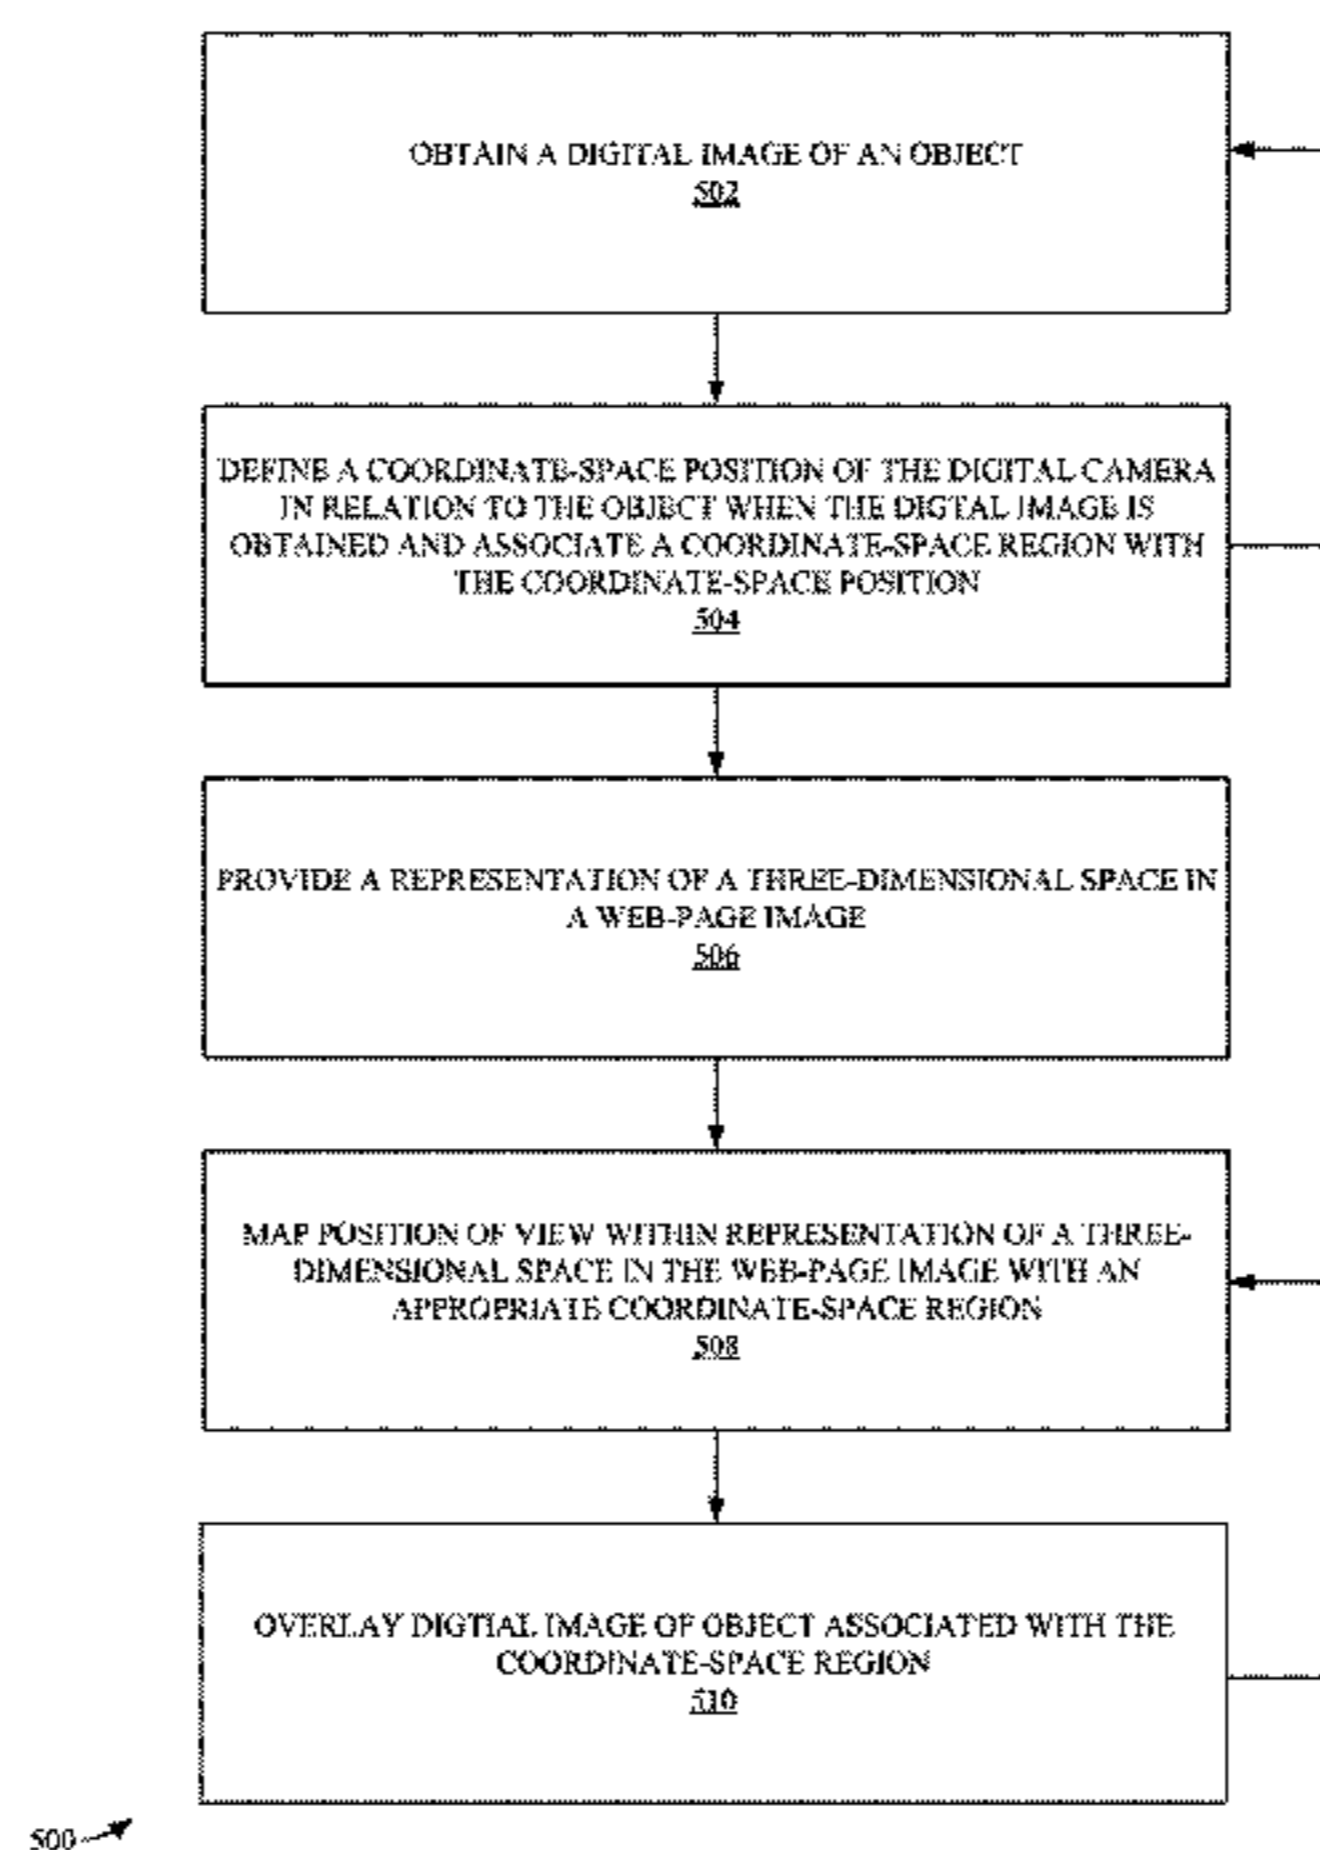 OBTAIN A DIGITAL IMAGE OF AN OBJECT
502
DEFINE A COORDINATE-SPACE POSITION OF THE DIGITAL CAMERA
IN RELATION TO THE OBJECT WHEN THE DIGTAL IMAGE IS
OBTAINED AND ASSOCIATE A COORDINATE-SPACE REGION WITH
THE COORDINATE-SPACE POSITION
504
PROVIDE A REPRESENTATION OF A THREE-DIMENSIONAL SPACE IN
A WEB-PAGE IMAGE
506
MAP POSITION OF VIEW WITHIN REPRESENTATION OF A THREE-
DIMENSIONAL SPACE IN THE WEB-PAGE IMAGE WITH AN
APPROPRIATE COORDINATE-SPACE REGION
508
OVERLAY DIGTIAL IMAGE OF OBJECT ASSOCIATED WITH THE
COORDINATE-SPACE REGION
510
500